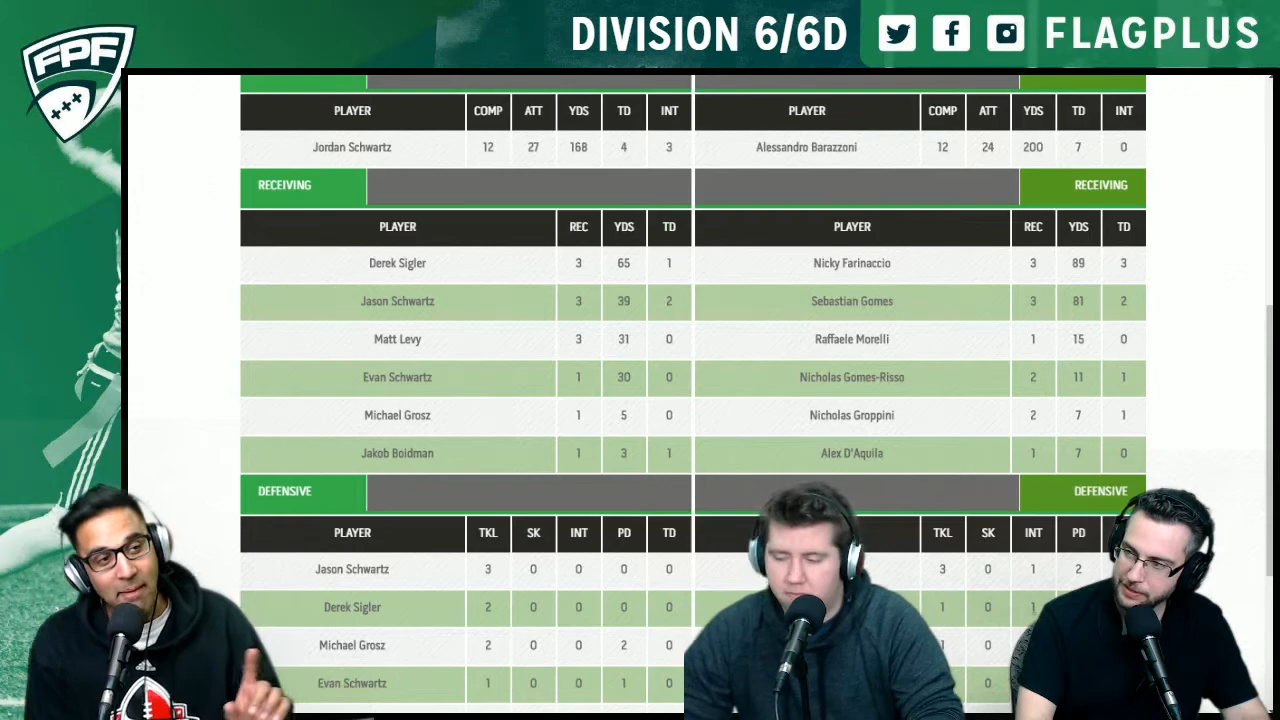 FPF
DIVISION 6/6D
FLAGPLUS
PLAYER COMP ATT YDS TD INT PLAYER COMP ATT YDS TD INT
Jordan Schwartz 12 27 168 4 3 Alessandro Barazzoni 12 24 200 7 0
RECEIVING RECEIVING
PLAYER REC YDS TD PLAYER REC YDS TD
Derek Sigler 3 65 1 Nicky Farinaccio 3 89 3
Jason Schwartz 3 39 2 Sebastian Gomes 3 81 2
Matt Levy 3 31 0 Raffaele Morelli 1 15 0
Evan Schwartz 1 30 0 Nicholas Gomes-Risso 2 11 1
Michael Grosz 1 5 0 Nicholas Groppini 2 7 1
Jakob Boidman 1 3 1 Alex D'Aquila 1 7 0
DEFENSIVE DEFENSIVE
PLAYER TKL SK INT PD TD TKL SK INT PD
Jason Schwartz 3 0 0 0 0 3 0 1 2
Derek Sigler 2 0 0 0 0 1 0 1
Michael Grosz 2 0 0 2 0 1 0
Evan Schwartz 1 0 0 1 0 0